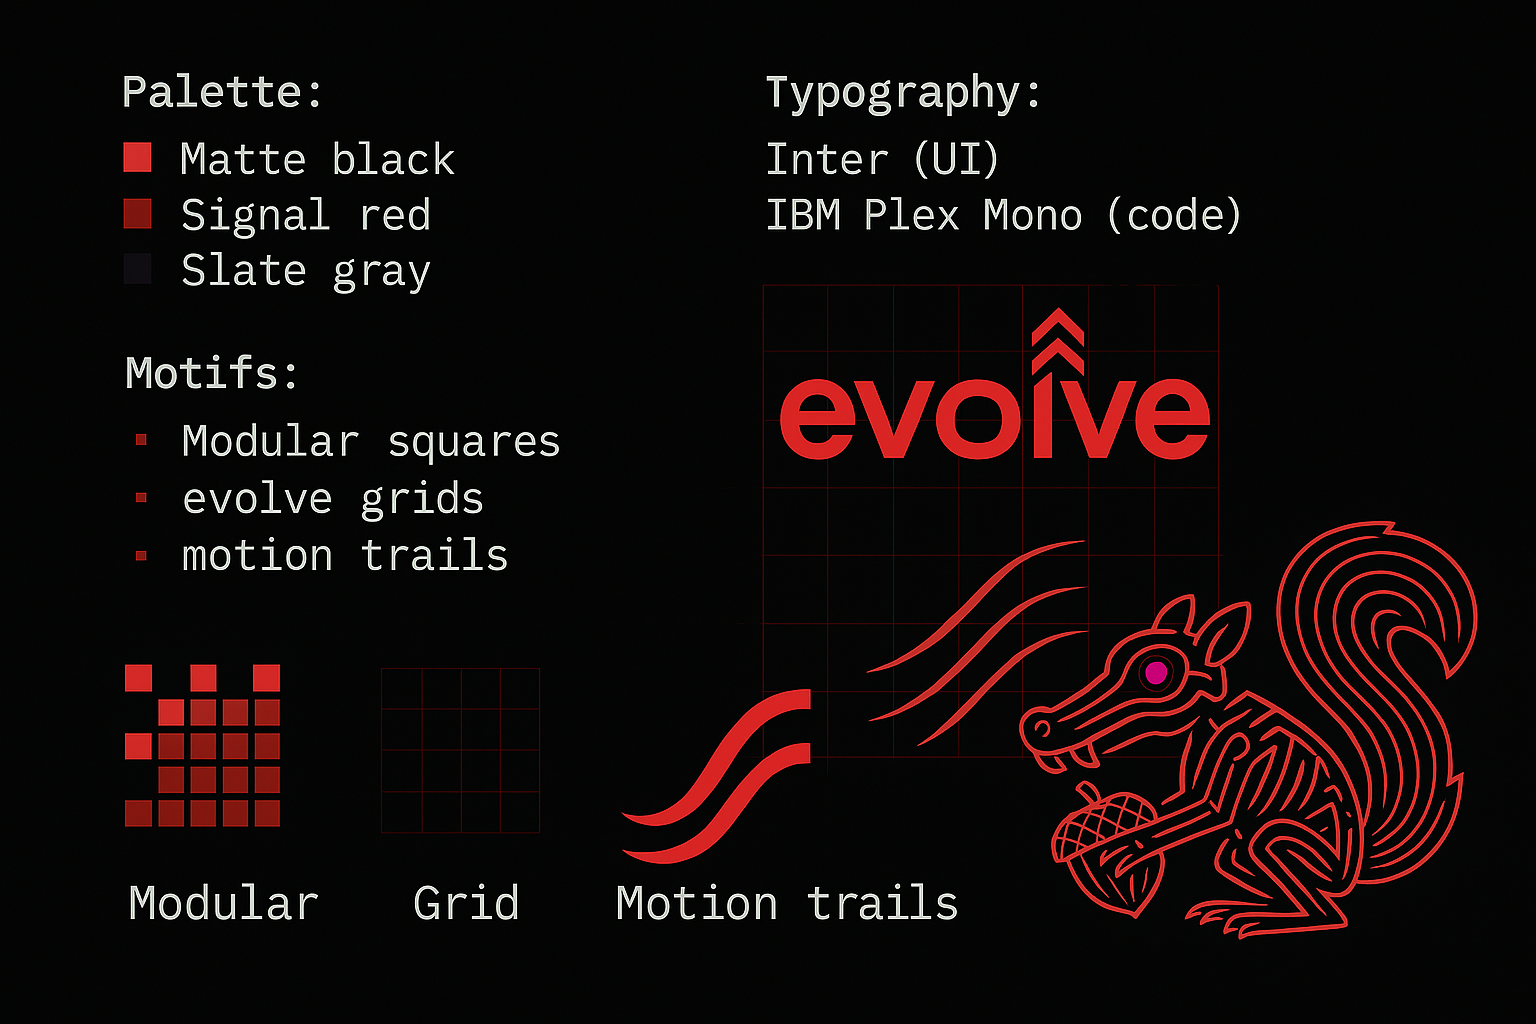 Palette:
Matte black
Signal red
Slate gray
Motifs:
Modular squares
evolve grids
motion trails
Modular
Grid
Motion trails
Typography:
Inter (UI)
IBM Plex Mono (code)
evolve